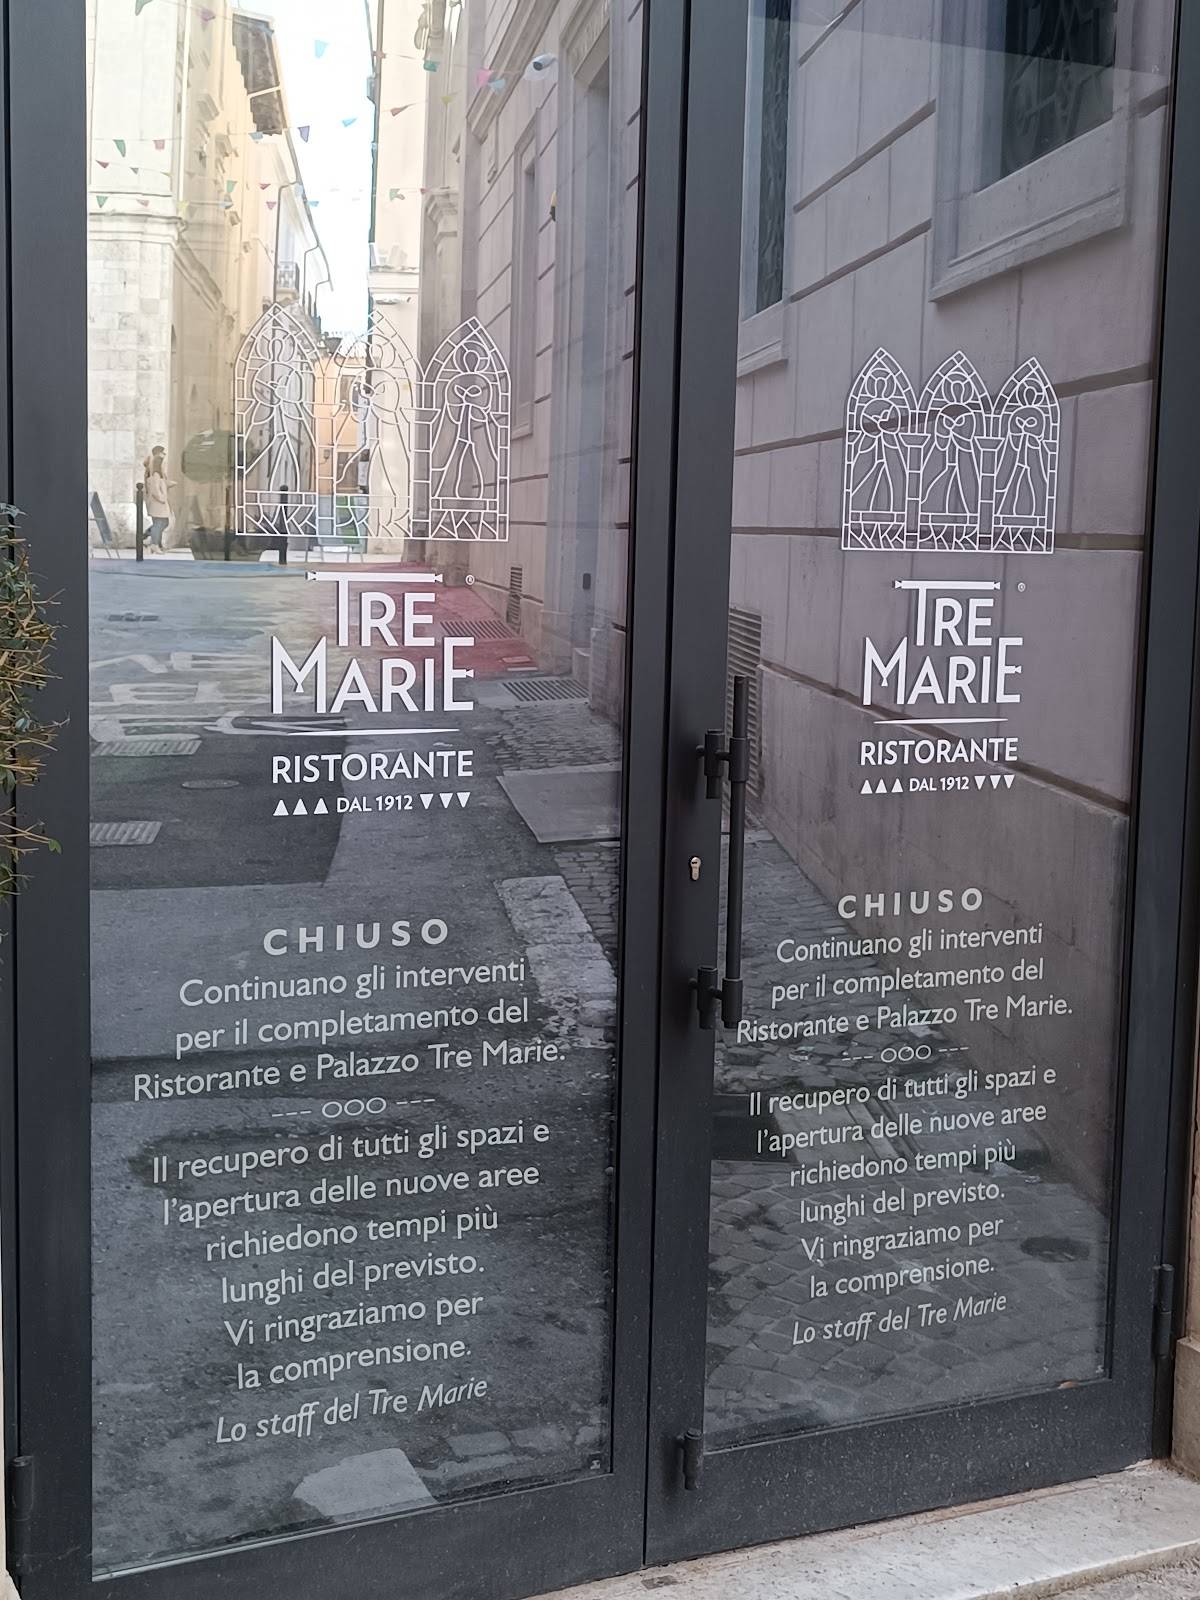 TRE ®
MARIE
RISTORANTE
▲▲▲ DAL 1912 ▼▼▼
CHIUSO
Continuano gli interventi
per il completamento del
Ristorante e Palazzo Tre Marie.
--- OOO ---
Il recupero di tutti gli spazi e
l'apertura delle nuove aree
richiedono tempi più
lunghi del previsto.
Vi ringraziamo per
la comprensione.
Lo staff del Tre Marie
TRE ®
MARIE
RISTORANTE
▲▲▲ DAL 1912 ▼▼▼
CHIUSO
Continuano gli interventi
per il completamento del
Ristorante e Palazzo Tre Marie.
--- OOO ---
Il recupero di tutti gli spazi e
l'apertura delle nuove aree
richiedono tempi più
lunghi del previsto.
Vi ringraziamo per
la comprensione.
Lo staff del Tre Marie